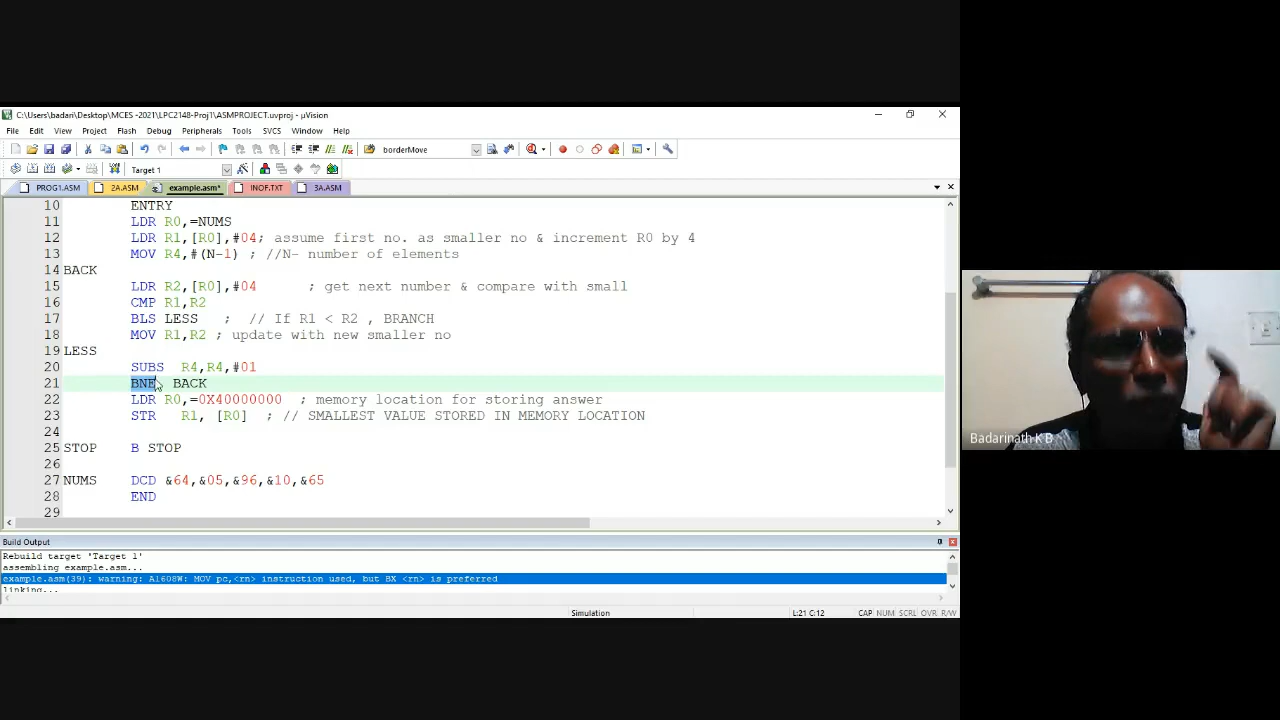 C:\Users\badari\Desktop\MCES -2021\LPC2148-Proj1\ASMPROJECT.uvproj - µVision
File Edit View Project Flash Debug Peripherals Tools SVCS Window Help
borderMove
Target 1
PROG1.ASM 2A.ASM example.asm* INOF.TXT 3A.ASM
10 ENTRY
11 LDR R0,=NUMS
12 LDR R1,[R0],#04; assume first no. as smaller no & increment R0 by 4
13 MOV R4,#(N-1) ; //N- number of elements
14 BACK
15 LDR R2,[R0],#04 ; get next number & compare with small
16 CMP R1,R2
17 BLS LESS ; // If R1 < R2 , BRANCH
18 MOV R1,R2 ; update with new smaller no
19 LESS
20 SUBS R4,R4,#01
21 BNE BACK
22 LDR R0,=0X40000000 ; memory location for storing answer
23 STR R1, [R0] ; // SMALLEST VALUE STORED IN MEMORY LOCATION
24
25 STOP B STOP
26
27 NUMS DCD &64,&05,&96,&10,&65
28 END
29
Build Output
Rebuild target 'Target 1'
assembling example.asm...
example.asm(39): warning: A1608W: MOV pc,<rn> instruction used, but BX <rn> is preferred
linking...
Simulation L:21 C:12 CAP NUM SCRL OVR R/W
Badarinath K B